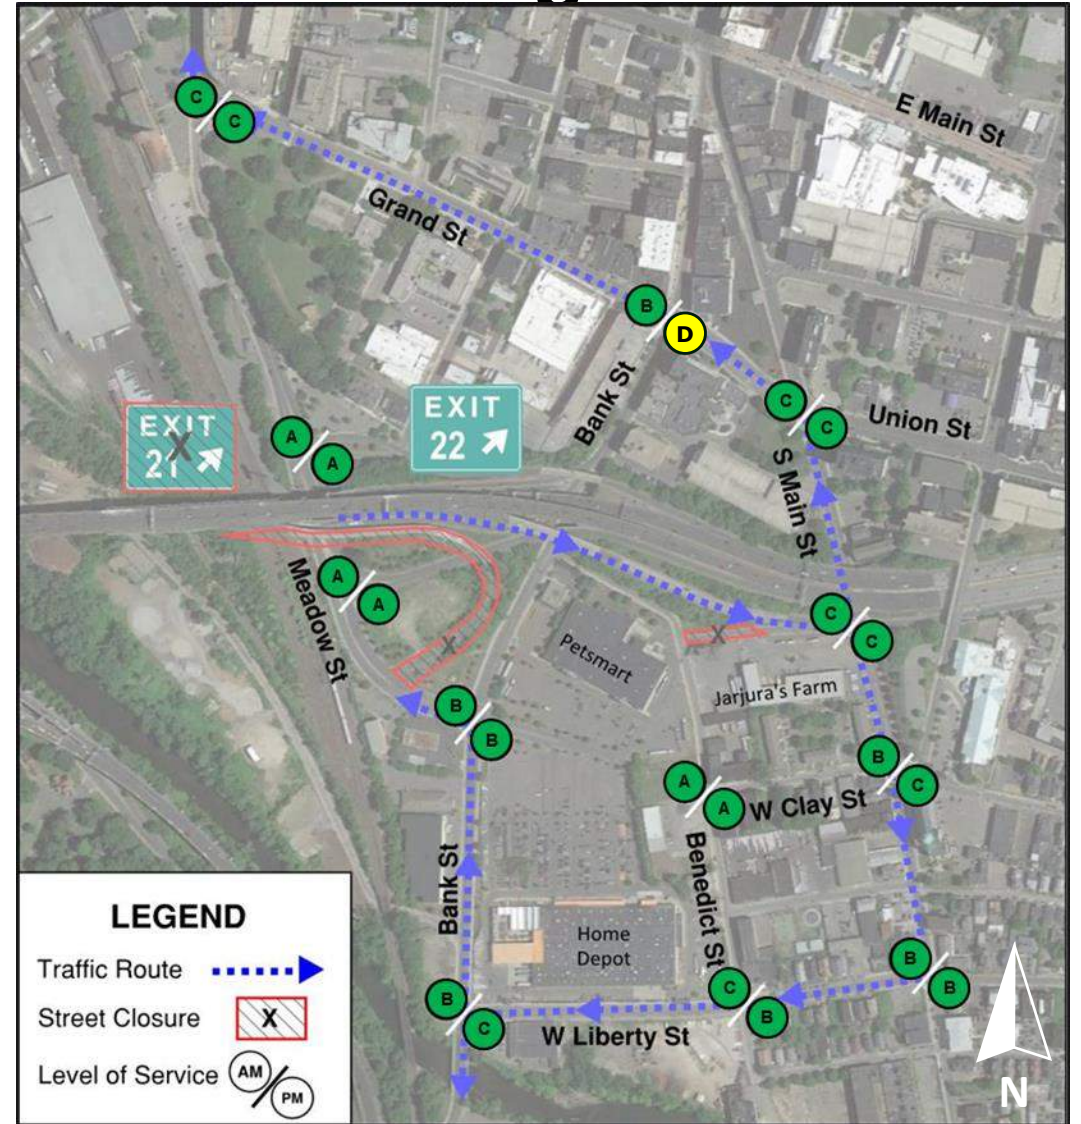 E Main St
C
C
Grand St
B
D
Bank St
C
C
Union St
EXIT
22
EXIT
21
X
A
A
S Main St
Meadow St
A
A
X
X
C
C
Petsmart
Jarjura's Farm
B
B
B
C
A
A
W Clay St
Bank St
Benedict St
Home
Depot
B
B
C
B
B
C
W Liberty St
N
LEGEND
Traffic Route
Street Closure
X
Level of Service
AM
PM